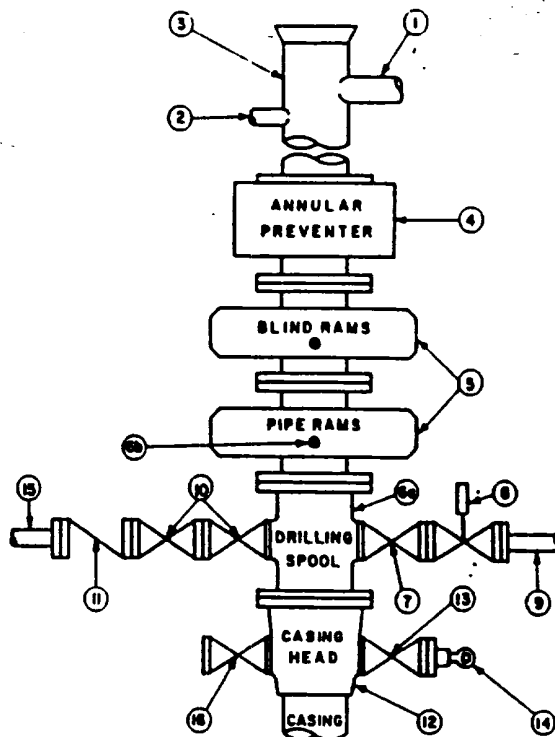 3
1
2
ANNULAR
PREVENTER
4
BLIND RAMS
5
PIPE RAMS
6b
15
10
6a
8
DRILLING
SPOOL
11
7
13
9
CASING
HEAD
16
12
14
CASING